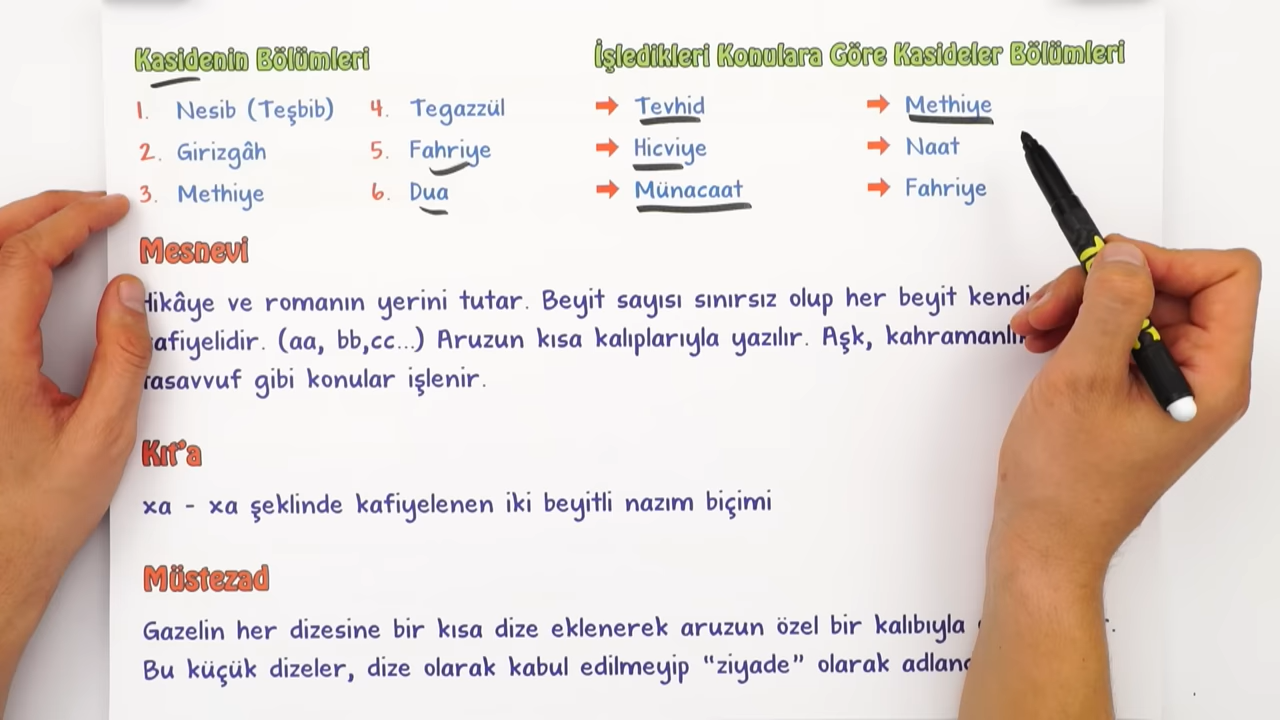 Kasidenin Bölümleri
1. Nesib (Teşbib)
2. Girizgâh
3. Methiye
4. Tegazzül
5. Fahriye
6. Dua
İşledikleri Konulara Göre Kasideler Bölümleri
Tevhid
Hicviye
Münacaat
Methiye
Naat
Fahriye
Mesnevi
Hikâye ve romanın yerini tutar. Beyit sayısı sınırsız olup her beyit kendi
afiyelidir. (aa, bb,cc...) Aruzun kısa kalıplarıyla yazılır. Aşk,
gibi konular işlenir.
Kıt'a
xa - xa şeklinde kafiyelenen iki beyitli nazım biçimi
Müstezad
Gazelin her dizesine bir kısa dize eklenerek aruzun özel bir kalıbıyla
Bu küçük dizeler, dize olarak kabul edilmeyip "ziyade" olarak